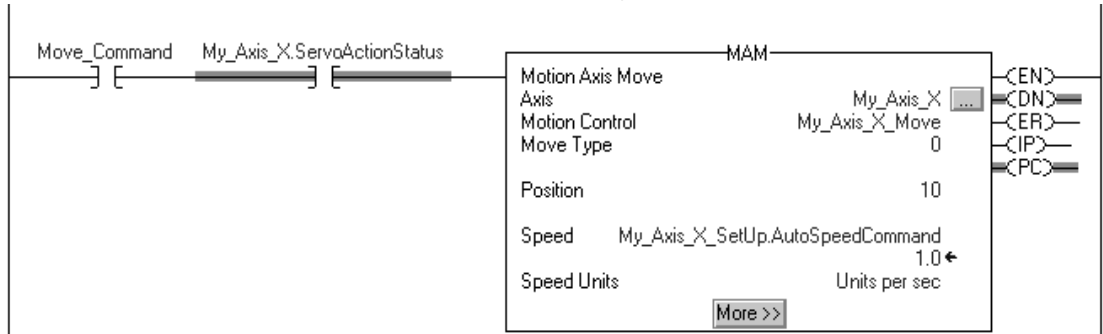 Move_Command My_Axis_X.ServoActionStatus
MAM
Motion Axis Move
Axis My_Axis_X ...
Motion Control My_Axis_X_Move
Move Type 0
Position 10
Speed My_Axis_X_SetUp.AutoSpeedCommand
1.0
Speed Units Units per sec
More >>
EN
DN
ER
IP
PC